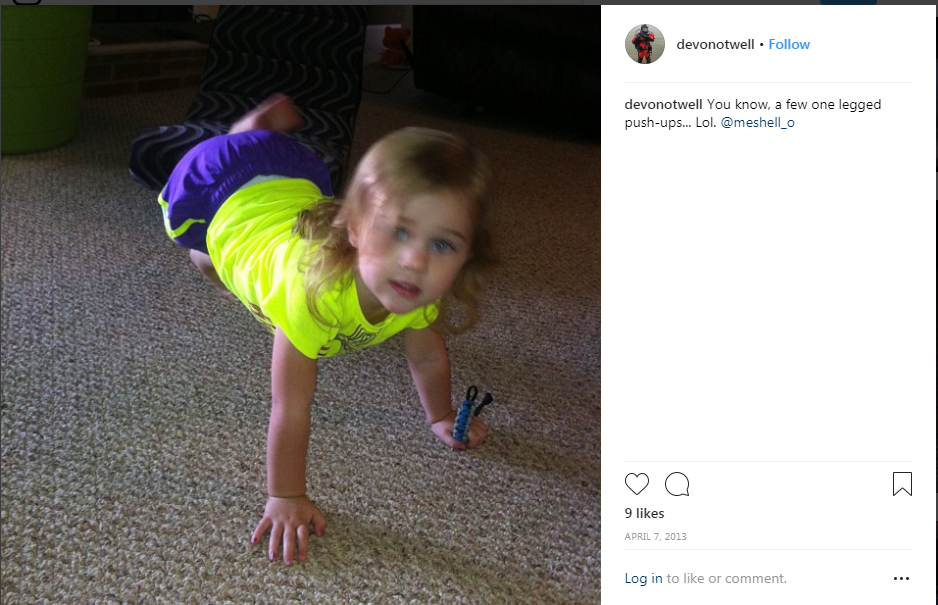 devonotwell • Follow
devonotwell You know, a few one legged
push-ups... Lol. @meshell_o
9 likes
APRIL 7, 2013
Log in to like or comment.